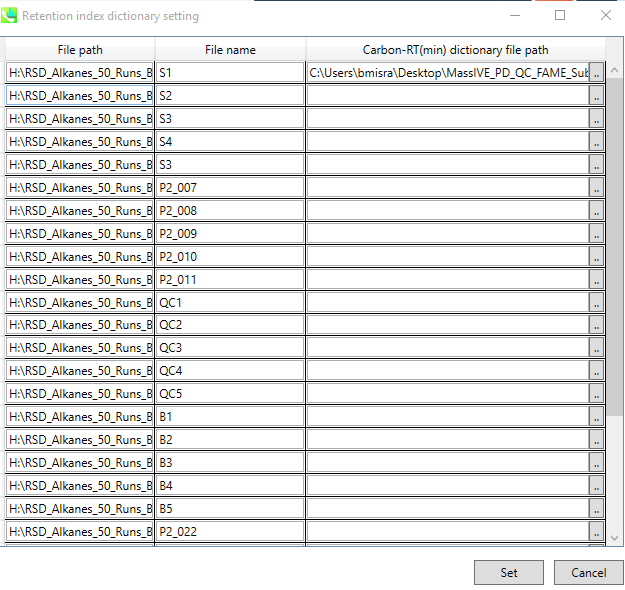 Retention index dictionary setting
File path File name Carbon-RT(min) dictionary file path
H:\RSD_Alkanes_50_Runs_B S1 C:\Users\bmisra\Desktop\MassIVE_PD_QC_FAME_Sub ..
H:\RSD_Alkanes_50_Runs_B S2 ..
H:\RSD_Alkanes_50_Runs_B S3 ..
H:\RSD_Alkanes_50_Runs_B S4 ..
H:\RSD_Alkanes_50_Runs_B S3 ..
H:\RSD_Alkanes_50_Runs_B P2_007 ..
H:\RSD_Alkanes_50_Runs_B P2_008 ..
H:\RSD_Alkanes_50_Runs_B P2_009 ..
H:\RSD_Alkanes_50_Runs_B P2_010 ..
H:\RSD_Alkanes_50_Runs_B P2_011 ..
H:\RSD_Alkanes_50_Runs_B QC1 ..
H:\RSD_Alkanes_50_Runs_B QC2 ..
H:\RSD_Alkanes_50_Runs_B QC3 ..
H:\RSD_Alkanes_50_Runs_B QC4 ..
H:\RSD_Alkanes_50_Runs_B QC5 ..
H:\RSD_Alkanes_50_Runs_B B1 ..
H:\RSD_Alkanes_50_Runs_B B2 ..
H:\RSD_Alkanes_50_Runs_B B3 ..
H:\RSD_Alkanes_50_Runs_B B4 ..
H:\RSD_Alkanes_50_Runs_B B5 ..
H:\RSD_Alkanes_50_Runs_B P2_022 ..
Set Cancel